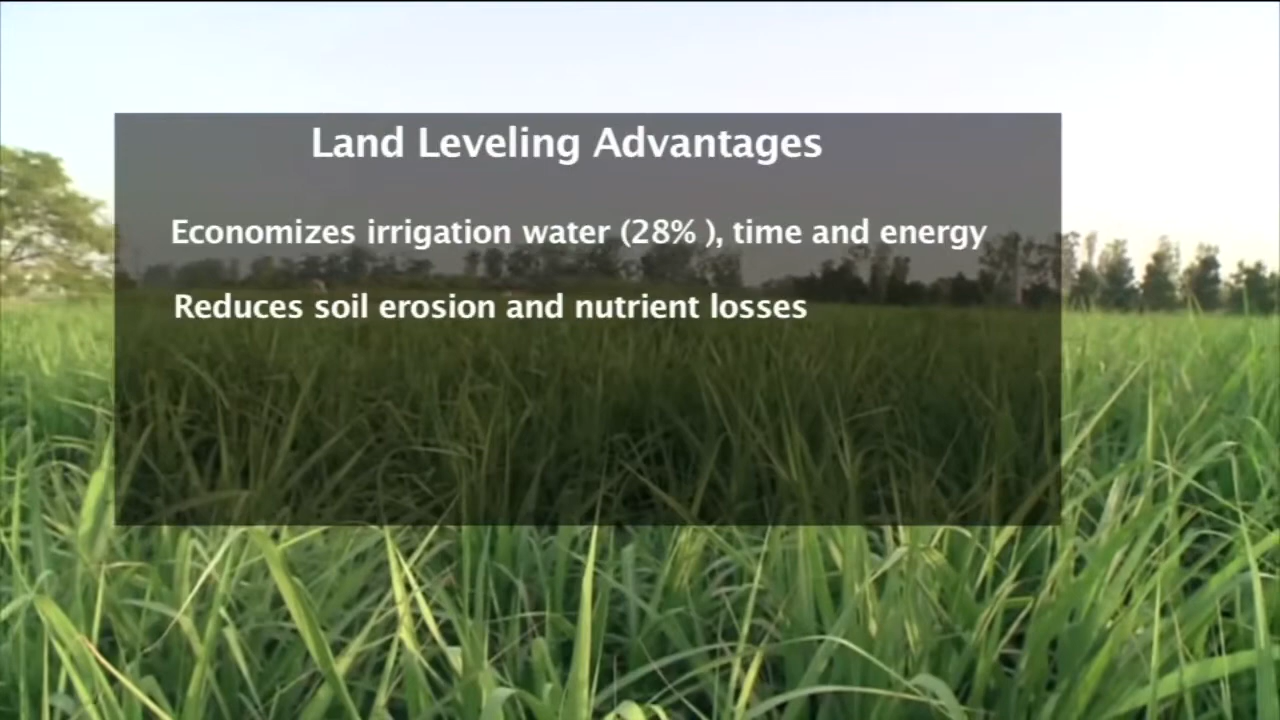 Land Leveling Advantages
Economizes irrigation water (28% ), time and energy
Reduces soil erosion and nutrient losses